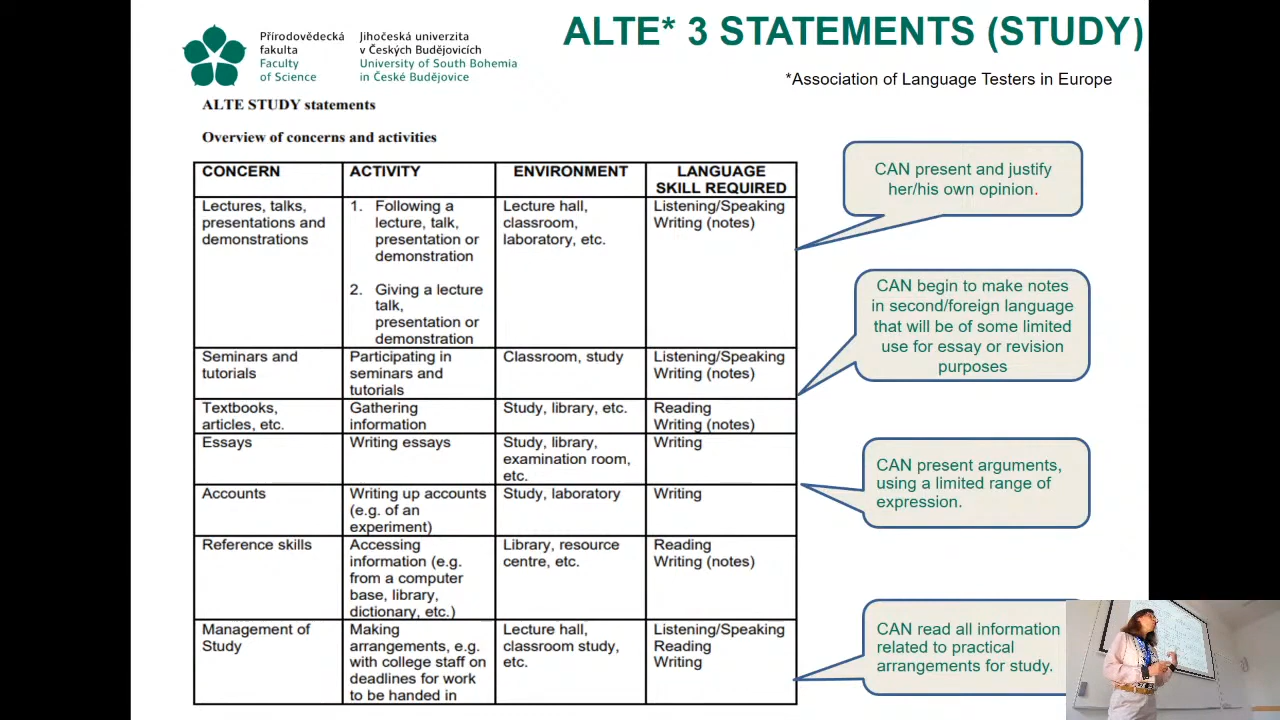 ALTE* 3 STATEMENTS (STUDY)
Přírodovědecká
fakulta
Faculty
of Science
Jihočeská univerzita
v Českých Budějovicích
University of South Bohemia
in České Budějovice
*Association of Language Testers in Europe
ALTE STUDY statements
Overview of concerns and activities
CONCERN
ACTIVITY
ENVIRONMENT
LANGUAGE
SKILL REQUIRED
Lectures, talks,
presentations and
demonstrations
1. Following a
lecture, talk,
presentation or
demonstration
2. Giving a lecture
talk,
presentation or
demonstration
Lecture hall,
classroom,
laboratory, etc.
Listening/Speaking
Writing (notes)
Seminars and
tutorials
Participating in
seminars and
tutorials
Classroom, study
Listening/Speaking
Writing (notes)
Textbooks,
articles, etc.
Gathering
information
Study, library, etc.
Reading
Writing (notes)
Essays
Writing essays
Study, library,
examination room,
etc.
Writing
Accounts
Writing up accounts
(e.g. of an
experiment)
Study, laboratory
Writing
Reference skills
Accessing
information (e.g.
from a computer
base, library,
dictionary, etc.)
Library, resource
centre, etc.
Reading
Writing (notes)
Management of
Study
Making
arrangements, e.g.
with college staff on
deadlines for work
to be handed in
Lecture hall,
classroom study,
etc.
Listening/Speaking
Reading
Writing
CAN present and justify
her/his own opinion.
CAN begin to make notes
in second/foreign language
that will be of some limited
use for essay or revision
purposes
CAN present arguments,
using a limited range of
expression.
CAN read all information
related to practical
arrangements for study.